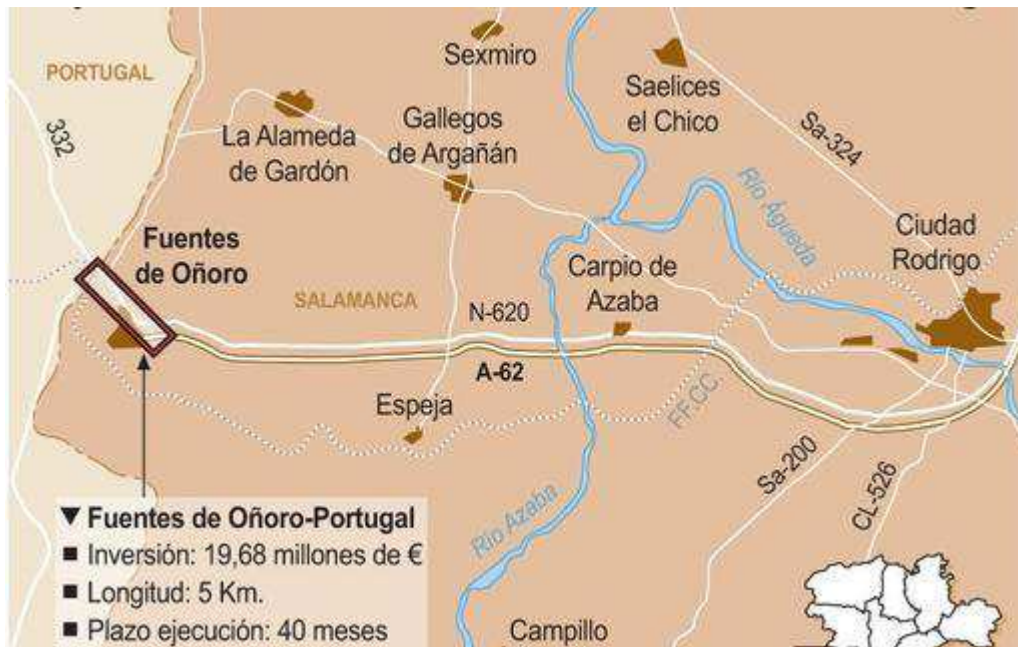 PORTUGAL
332
Sexmiro
Saelices
el Chico
La Alameda
de Gardón
Gallegos
de Argañán
Sa-324
Río Águeda
Ciudad
Rodrigo
Fuentes
de Oñoro
SALAMANCA
Carpio de
Azaba
N-620
A-62
Espeja
FF.CC.
Sa-200
CL-526
Río Azaba
▼ Fuentes de Oñoro-Portugal
■ Inversión: 19,68 millones de €
■ Longitud: 5 Km.
■ Plazo ejecución: 40 meses
Campillo